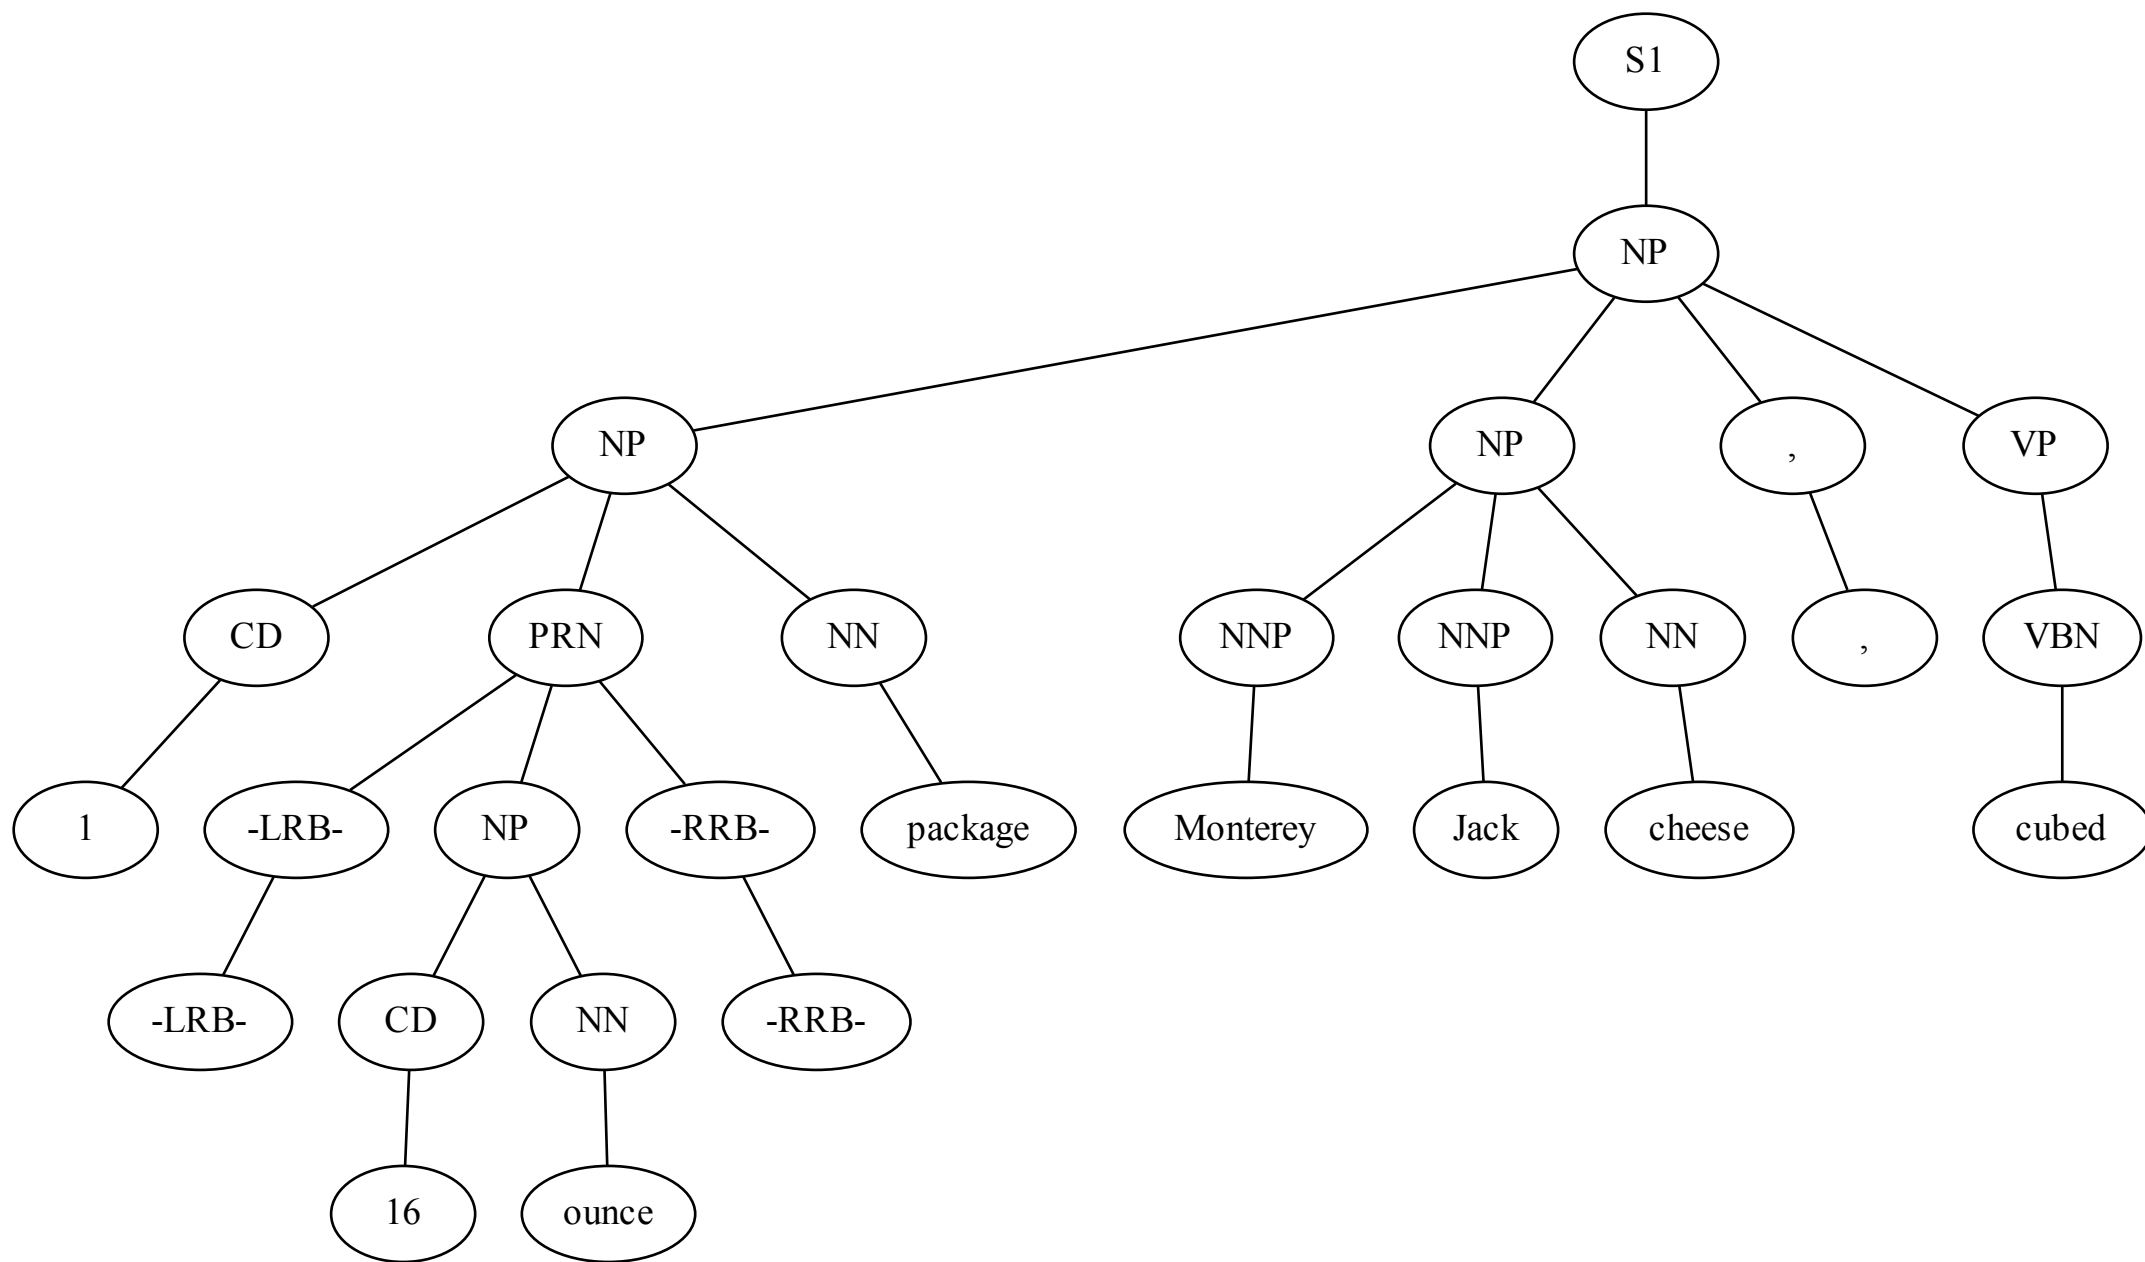 S1
NP
NP NP , VP
CD PRN NN NNP NNP NN , VBN
1 -LRB- NP -RRB- package Monterey Jack cheese cubed
-LRB- CD NN -RRB-
16 ounce